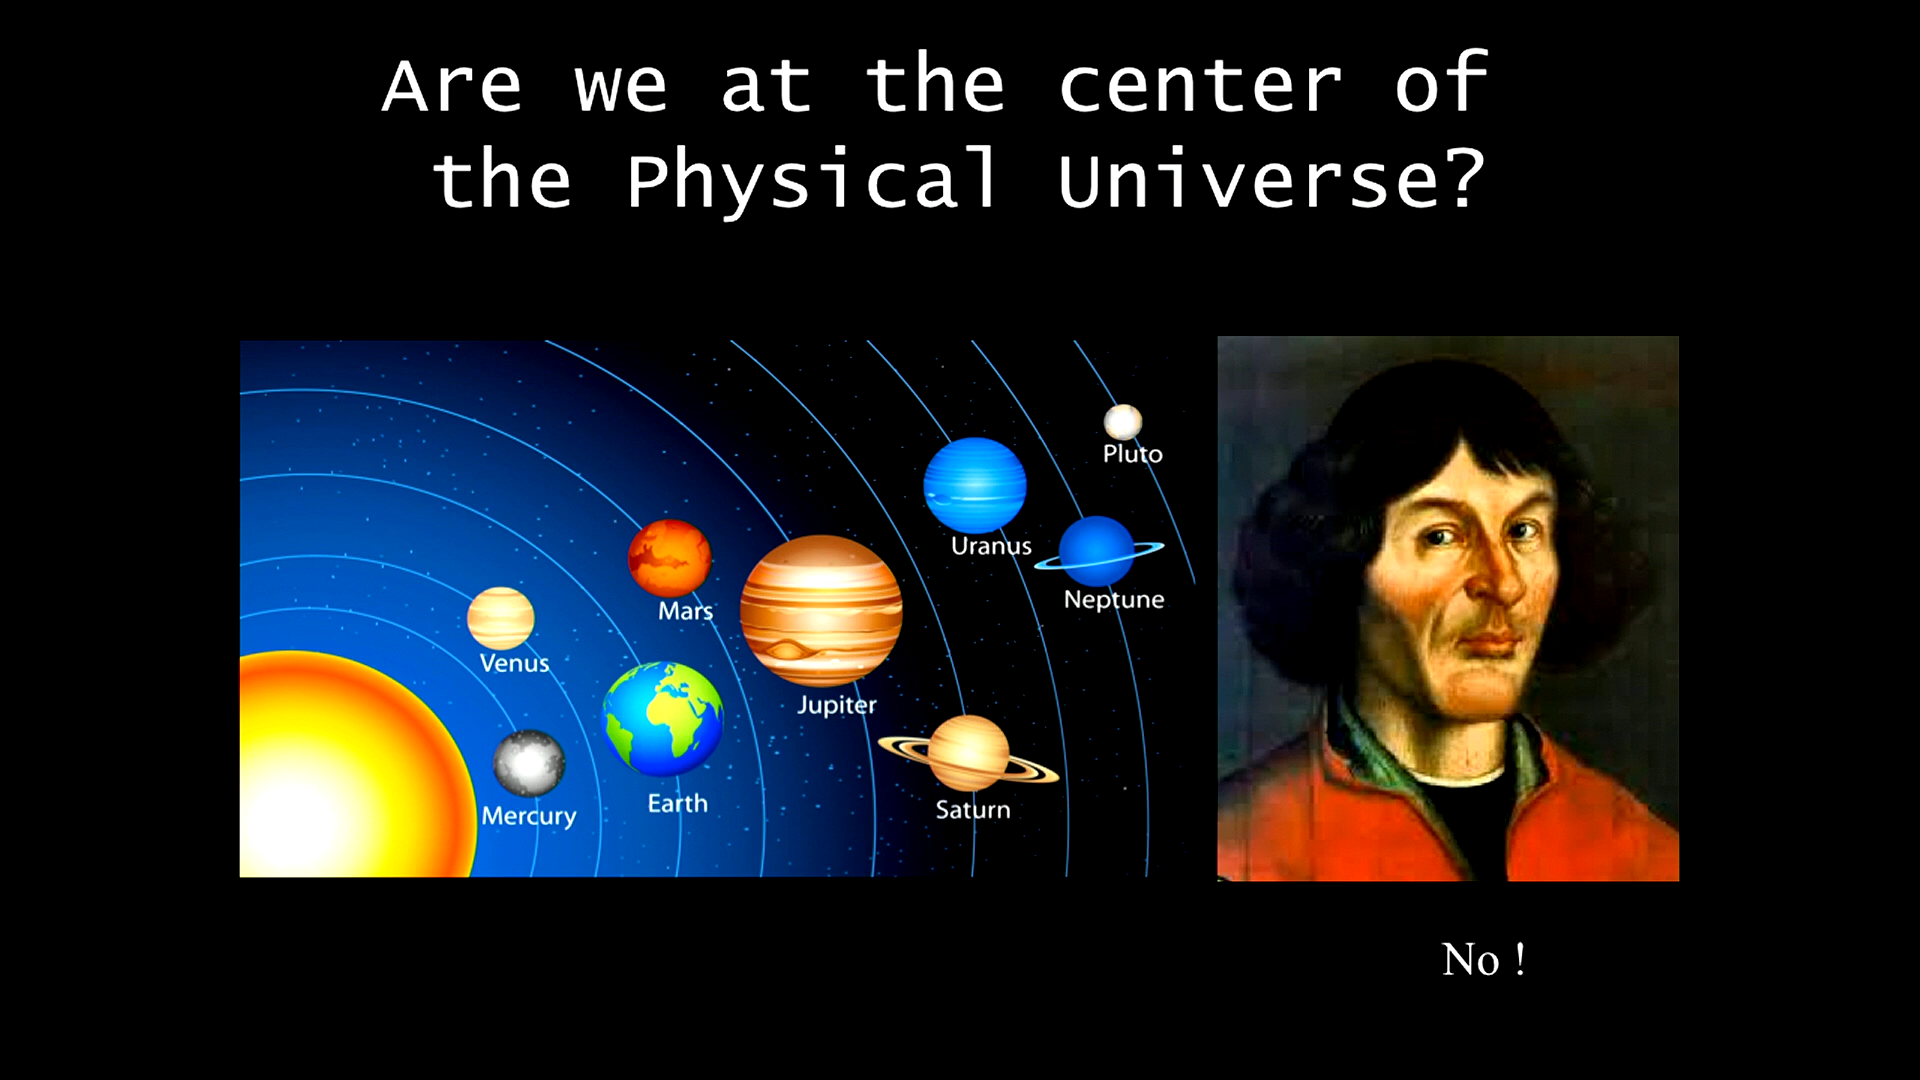 Are we at the center of
the Physical Universe?
Pluto
Uranus
Neptune
Mars
Venus
Jupiter
Earth
Saturn
Mercury
No !